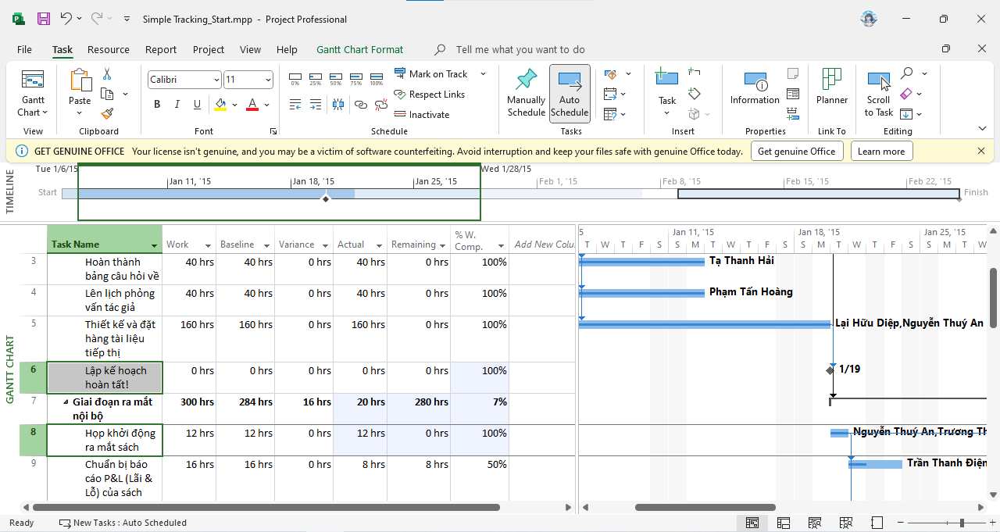 Simple Tracking_Start.mpp - Project Professional
File Task Resource Report Project View Help Gantt Chart Format Tell me what you want to do
Gantt Chart
View
Paste
Clipboard
Calibri 11
B I U A
Font
0% 25% 50% 75% 100%
Mark on Track
Respect Links
Inactivate
Schedule
Manually Schedule
Auto Schedule
Tasks
Task
Insert
Information
Properties
Planner
Link To
Scroll to Task
Editing
GET GENUINE OFFICE Your license isn't genuine, and you may be a victim of software counterfeiting. Avoid interruption and keep your files safe with genuine Office today. Get genuine Office Learn more
TIMELINE
Tue 1/6/15 Wed 1/28/15
Jan 11, '15 Jan 18, '15 Jan 25, '15 Feb 1, '15 Feb 8, '15 Feb 15, '15 Feb 22, '15
Start Finish
GANTT CHART
Task Name Work Baseline Variance Actual Remaining % W. Comp. Add New Colu
5 Jan 11, '15 Jan 18, '15 Jan 25, '15
T W T F S S M T W T F S S M T W T F S S M T W
3 Hoàn thành 40 hrs 40 hrs 0 hrs 40 hrs 0 hrs 100% Tạ Thanh Hải
bảng câu hỏi về
4 Lên lịch phỏng 40 hrs 40 hrs 0 hrs 40 hrs 0 hrs 100% Phạm Tấn Hoàng
vấn tác giả
5 Thiết kế và đặt 160 hrs 160 hrs 0 hrs 160 hrs 0 hrs 100% Lại Hữu Diệp,Nguyễn Thuý An
hàng tài liệu
tiếp thị
6 Lập kế hoạch 0 hrs 0 hrs 0 hrs 0 hrs 0 hrs 100% 1/19
hoàn tất!
7 Giai đoạn ra mắt 300 hrs 284 hrs 16 hrs 20 hrs 280 hrs 7%
nội bộ
8 Họp khởi động 12 hrs 12 hrs 0 hrs 12 hrs 0 hrs 100% Nguyễn Thuý An,Trương Th
ra mắt sách
9 Chuẩn bị báo 16 hrs 16 hrs 0 hrs 8 hrs 8 hrs 50% Trần Thanh Điện
cáo P&L (Lãi &
Lỗ) của sách
Ready New Tasks : Auto Scheduled